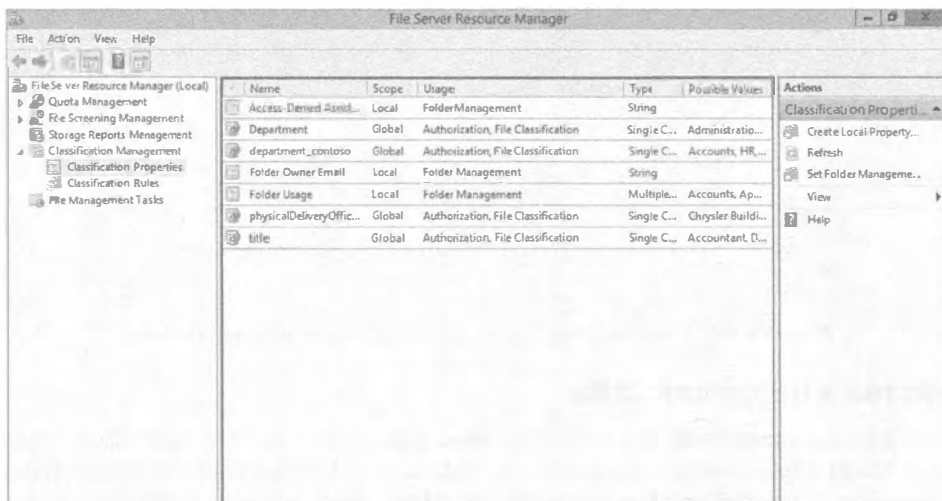 File Server Resource Manager
File Action View Help
File Server Resource Manager (Local)
Quota Management
File Screening Management
Storage Reports Management
Classification Management
Classification Properties
Classification Rules
File Management Tasks
Name Scope Usage Type Possible Values
Access-Denied Assist... Local Folder Management String
Department Global Authorization, File Classification Single C... Administratio...
department_contoso Global Authorization, File Classification Single C... Accounts, HR, ...
Folder Owner Email Local Folder Management String
Folder Usage Local Folder Management Multiple... Accounts, Ap...
physicalDeliveryOffic... Global Authorization, File Classification Single C... Chrysler Buildi...
title Global Authorization, File Classification Single C... Accountant, D...
Actions
Classification Properti...
Create Local Property...
Refresh
Set Folder Manageme...
View
Help